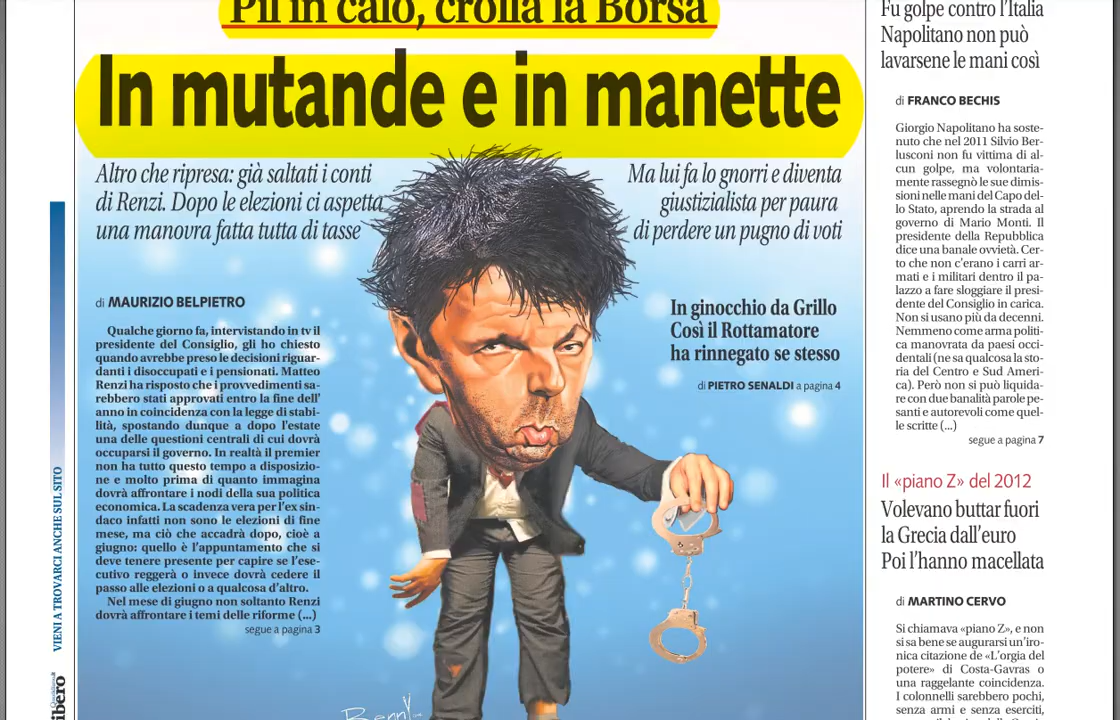 Pil in calo, crolla la Borsa
In mutande e in manette
Altro che ripresa: già saltati i conti
di Renzi. Dopo le elezioni ci aspetta
una manovra fatta tutta di tasse
Ma lui fa lo gnorri e diventa
giustizialista per paura
di perdere un pugno di voti
di MAURIZIO BELPIETRO
Qualche giorno fa, intervistando in tv il
presidente del Consiglio, gli ho chiesto
quando avrebbe preso le decisioni riguar-
danti i disoccupati e i pensionati. Matteo
Renzi ha risposto che i provvedimenti sa-
rebbero stati approvati entro la fine dell'
anno in coincidenza con la legge di stabi-
lità, spostando dunque a dopo l'estate
una delle questioni centrali di cui dovrà
occuparsi il governo. In realtà il premier
non ha tutto questo tempo a disposizio-
ne e molto prima di quanto immagina
dovrà affrontare i nodi della sua politica
economica. La scadenza vera per l'ex sin-
daco infatti non sono le elezioni di fine
mese, ma ciò che accadrà dopo, cioè a
giugno: quello è l'appuntamento che si
deve tenere presente per capire se l'ese-
cutivo reggerà o invece dovrà cedere il
passo alle elezioni o a qualcosa d'altro.
Nel mese di giugno non soltanto Renzi
dovrà affrontare i temi delle riforme (...)
segue a pagina 3
In ginocchio da Grillo
Così il Rottamatore
ha rinnegato se stesso
di PIETRO SENALDI a pagina 4
Benny
VIENI A TROVARCI ANCHE SUL SITO
Quotidiano.it
ibero
Fu golpe contro l'Italia
Napolitano non può
lavarsene le mani così
di FRANCO BECHIS
Giorgio Napolitano ha soste-
nuto che nel 2011 Silvio Ber-
lusconi non fu vittima di al-
cun golpe, ma volontaria-
mente rassegnò le sue dimis-
sioni nelle mani del Capo del-
lo Stato, aprendo la strada al
governo di Mario Monti. Il
presidente della Repubblica
dice una banale ovvietà. Cer-
to che non c'erano i carri ar-
mati e i militari dentro il pa-
lazzo a fare sloggiare il presi-
dente del Consiglio in carica.
Non si usano più da decenni.
Nemmeno come arma politi-
ca manovrata da paesi occi-
dentali (ne sa qualcosa la sto-
ria del Centro e Sud Ameri-
ca). Però non si può liquida-
re con due banalità parole pe-
santi e autorevoli come quel-
le scritte (...)
segue a pagina 7
Il «piano Z» del 2012
Volevano buttar fuori
la Grecia dall'euro
Poi l'hanno macellata
di MARTINO CERVO
Si chiamava «piano Z», e non
si sa bene se augurarsi un'iro-
nica citazione de «L'orgia del
potere» di Costa-Gavras o
una raggelante coincidenza.
I colonnelli sarebbero pochi,
senza armi e senza eserciti,